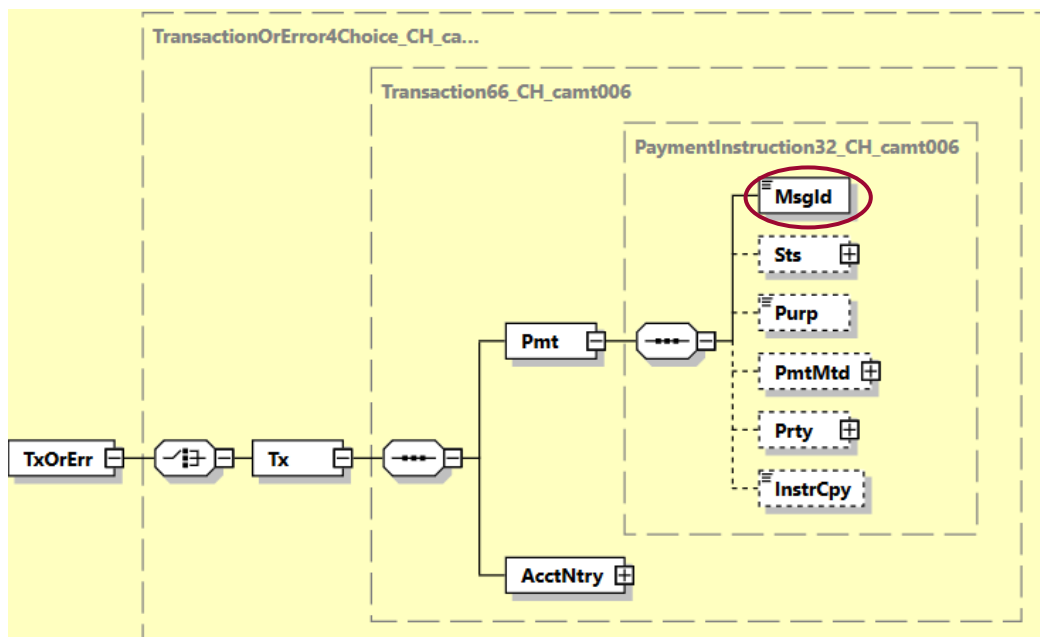 TransactionOrError4Choice_CH_ca...
Transaction66_CH_camt006
PaymentInstruction32_CH_camt006
MsgId
Sts
Purp
Pmt
PmtMtd
Prty
TxOrErr
Tx
InstrCpy
AcctNtry